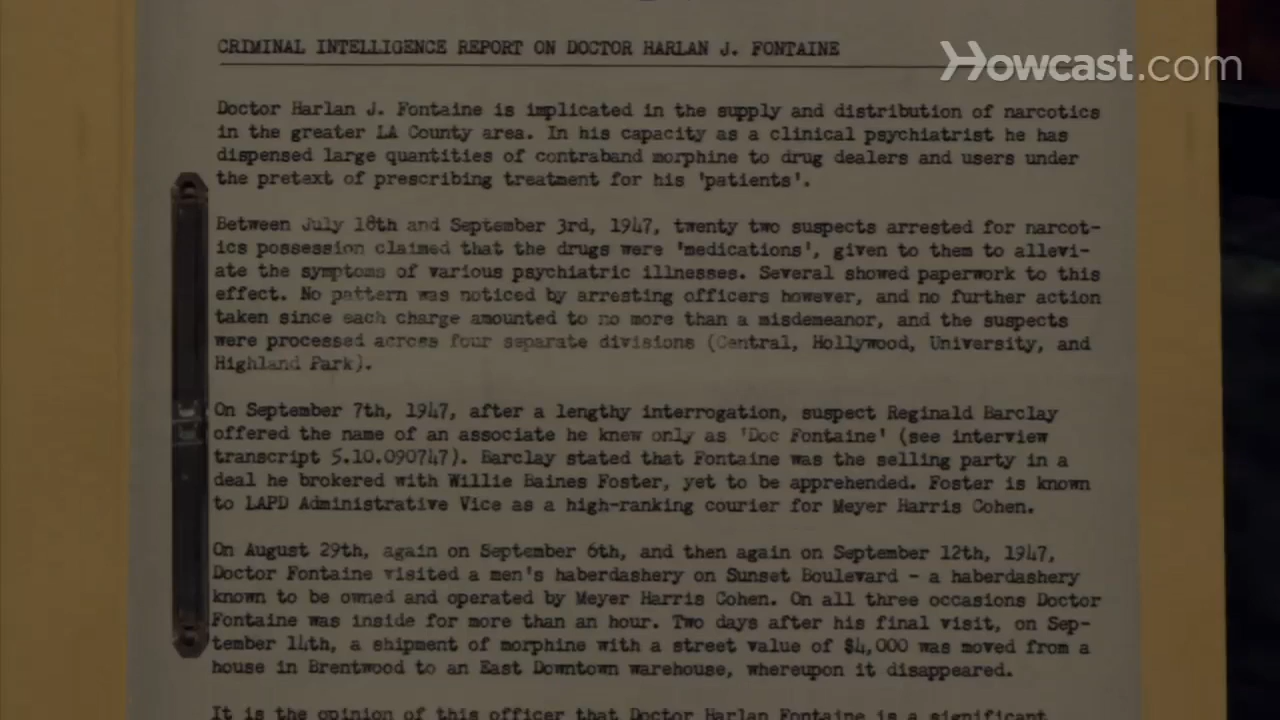 CRIMINAL INTELLIGENCE REPORT ON DOCTOR HARLAN J. FONTAINE
Howcast.com
Doctor Harlan J. Fontaine is implicated in the supply and distribution of narcotics
in the greater LA County area. In his capacity as a clinical psychiatrist he has
dispensed large quantities of contraband morphine to drug dealers and users under
the pretext of prescribing treatment for his 'patients'.
Between July 18th and September 3rd, 1947, twenty two suspects arrested for narcot-
ics possession claimed that the drugs were 'medications', given to them to allevi-
ate the symptoms of various psychiatric illnesses. Several showed paperwork to this
effect. No pattern was noticed by arresting officers however, and no further action
taken since each charge amounted to no more than a misdemeanor, and the suspects
were processed across four separate divisions (Central, Hollywood, University, and
Highland Park).
On September 7th, 1947, after a lengthy interrogation, suspect Reginald Barclay
offered the name of an associate he knew only as 'Doc Fontaine' (see interview
transcript 5.10.090747). Barclay stated that Fontaine was the selling party in a
deal he brokered with Willie Baines Foster, yet to be apprehended. Foster is known
to LAPD Administrative Vice as a high-ranking courier for Meyer Harris Cohen.
On August 29th, again on September 6th, and then again on September 12th, 1947,
Doctor Fontaine visited a men's haberdashery on Sunset Boulevard - a haberdashery
known to be owned and operated by Meyer Harris Cohen. On all three occasions Doctor
Fontaine was inside for more than an hour. Two days after his final visit, on Sep-
tember 14th, a shipment of morphine with a street value of $4,000 was moved from a
house in Brentwood to an East Downtown warehouse, whereupon it disappeared.
It is the opinion of this officer that Doctor Harlan Fontaine is a significant